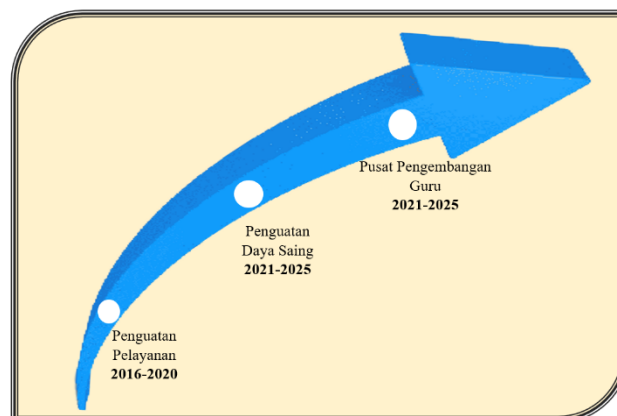 Pusat Pengembangan
Guru
2021-2025
Penguatan
Daya Saing
2021-2025
Penguatan
Pelayanan
2016-2020